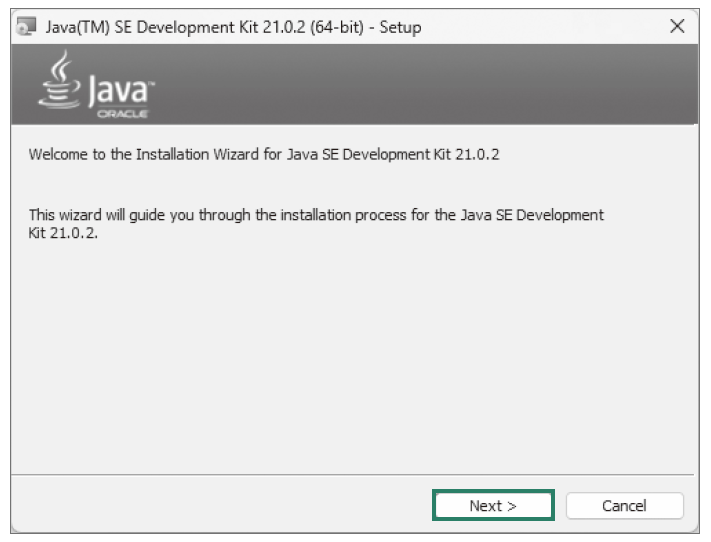 Java(TM) SE Development Kit 21.0.2 (64-bit) - Setup
Java™
ORACLE
Welcome to the Installation Wizard for Java SE Development Kit 21.0.2
This wizard will guide you through the installation process for the Java SE Development
Kit 21.0.2.
Next >
Cancel